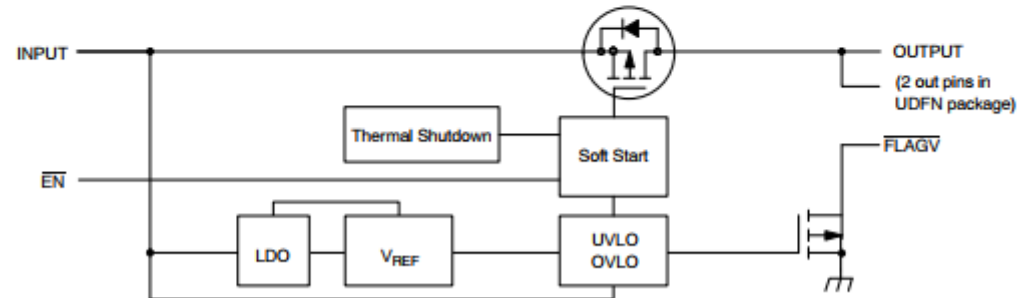 INPUT
OUTPUT
(2 out pins in
UDFN package)
Thermal Shutdown
Soft Start
FLAGV
EN
LDO
VREF
UVLO
OVLO